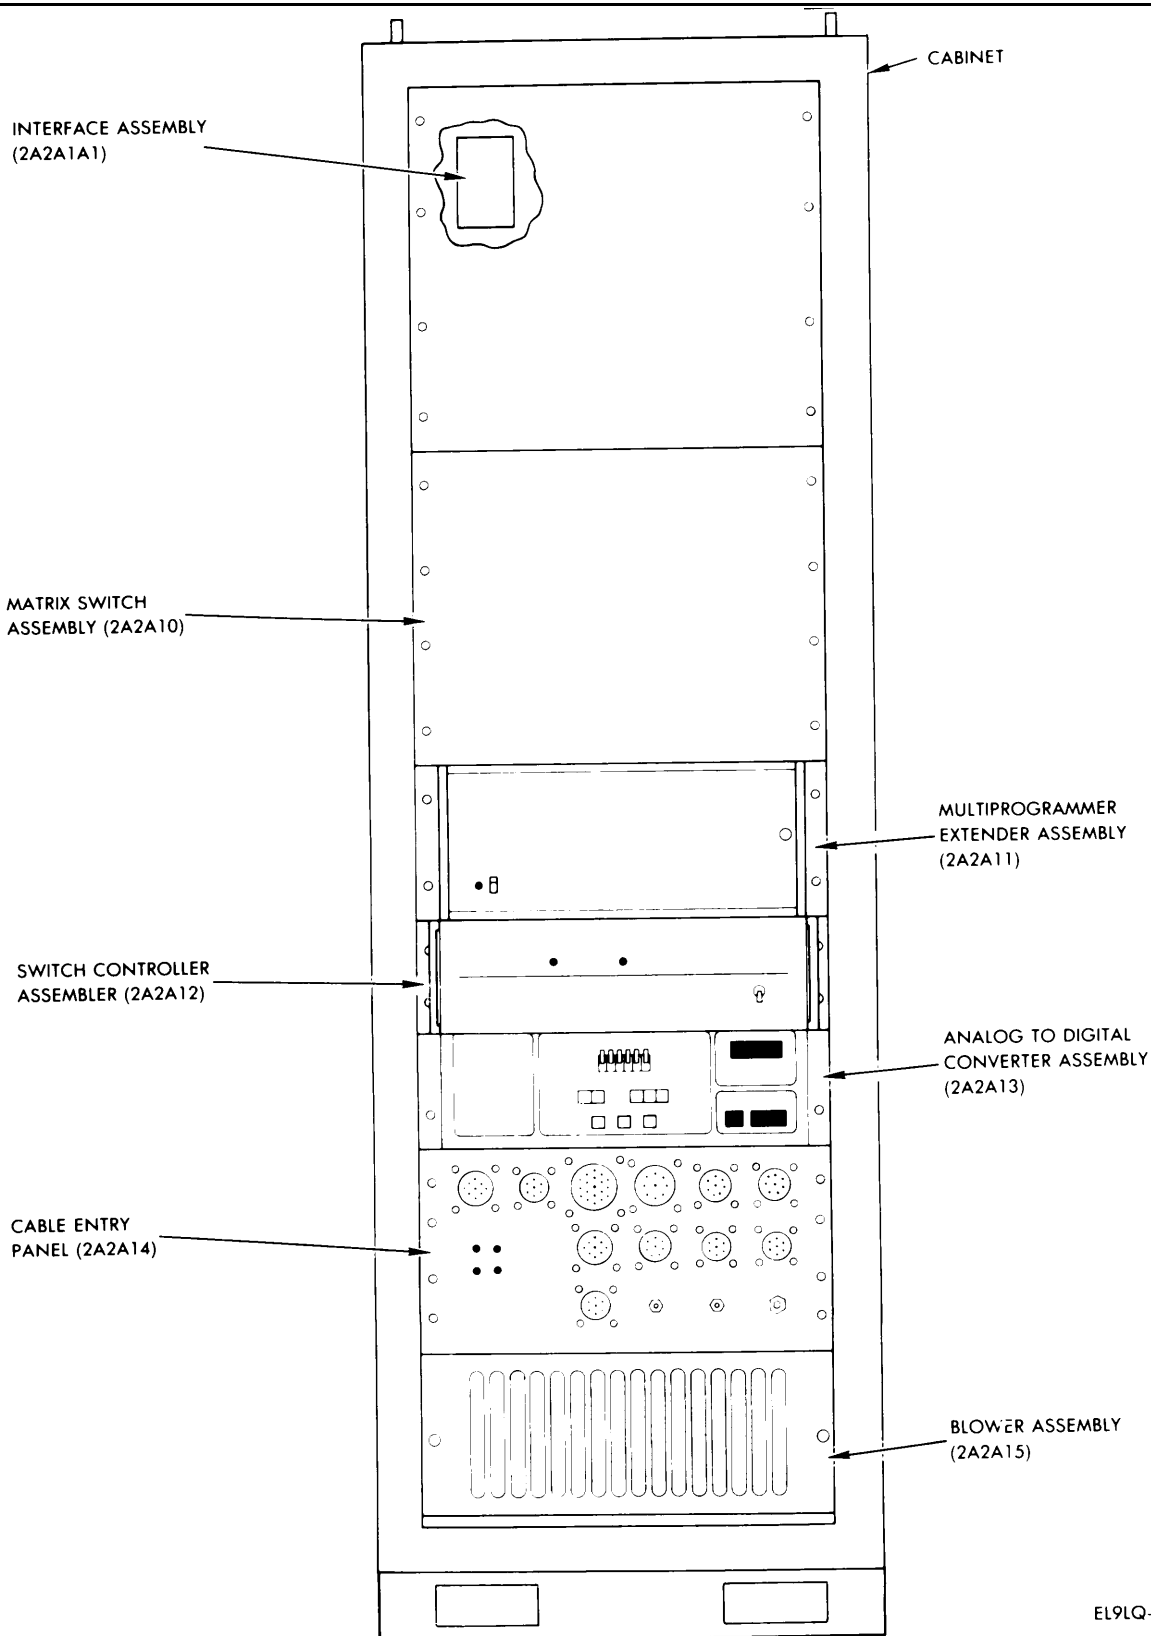 CABINET
INTERFACE ASSEMBLY
(2A2A1A1)
MATRIX SWITCH
ASSEMBLY (2A2A10)
MULTIPROGRAMMER
EXTENDER ASSEMBLY
(2A2A11)
SWITCH CONTROLLER
ASSEMBLER (2A2A12)
ANALOG TO DIGITAL
CONVERTER ASSEMBLY
(2A2A13)
CABLE ENTRY
PANEL (2A2A14)
BLOWER ASSEMBLY
(2A2A15)
EL9LQ-